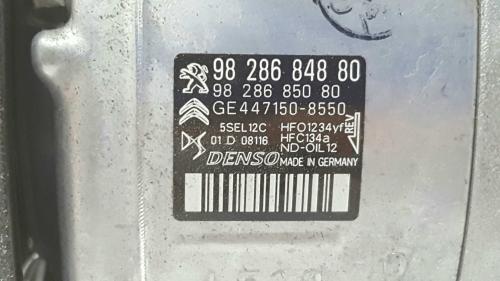 98 286 848 80
98 286 850 80
GE447150-8550
5SEL12C HFO1234yf
01 D 08116 HFC134a
ND-OIL12
REV
DENSO MADE IN GERMANY